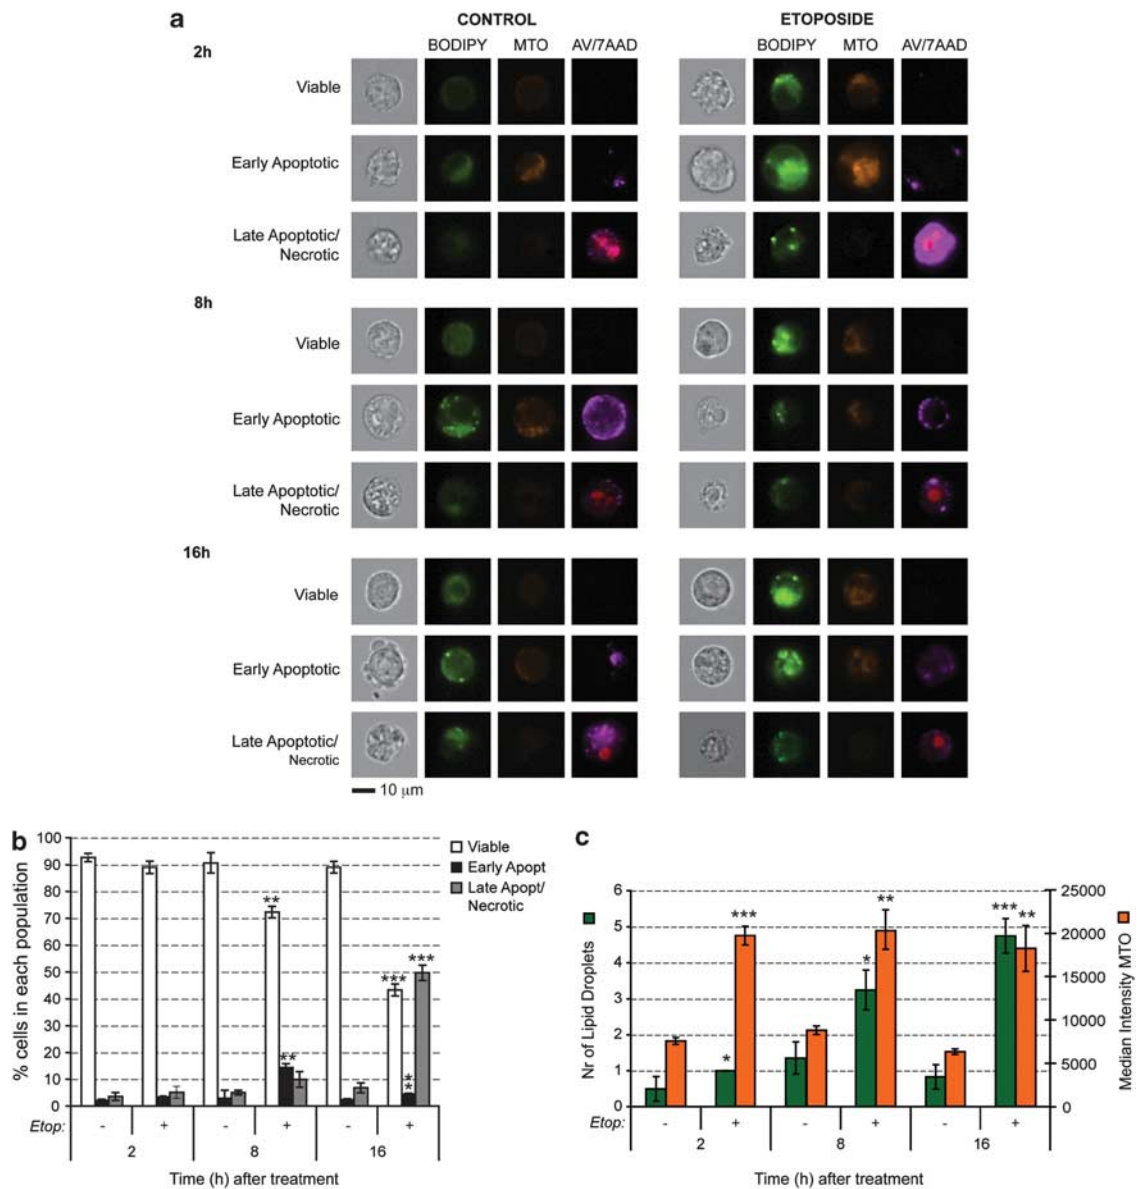 a
CONTROL
ETOPOSIDE
BODIPY MTO AV/7AAD
BODIPY MTO AV/7AAD
2h
Viable
Early Apoptotic
Late Apoptotic/
Necrotic
8h
Viable
Early Apoptotic
Late Apoptotic/
Necrotic
16h
Viable
Early Apoptotic
Late Apoptotic/
Necrotic
10 μm
b
% cells in each population
100
90
80
70
60
50
40
30
20
10
0
**
**
***
**
***
Viable
Early Apopt
Late Apopt/
Necrotic
Etop: - + - + - +
2 8 16
Time (h) after treatment
c
Nr of Lipid Droplets
6
5
4
3
2
1
0
*
***
*
**
***
**
25000
20000
15000
10000
5000
0
Median Intensity MTO
Etop: - + - + - +
2 8 16
Time (h) after treatment